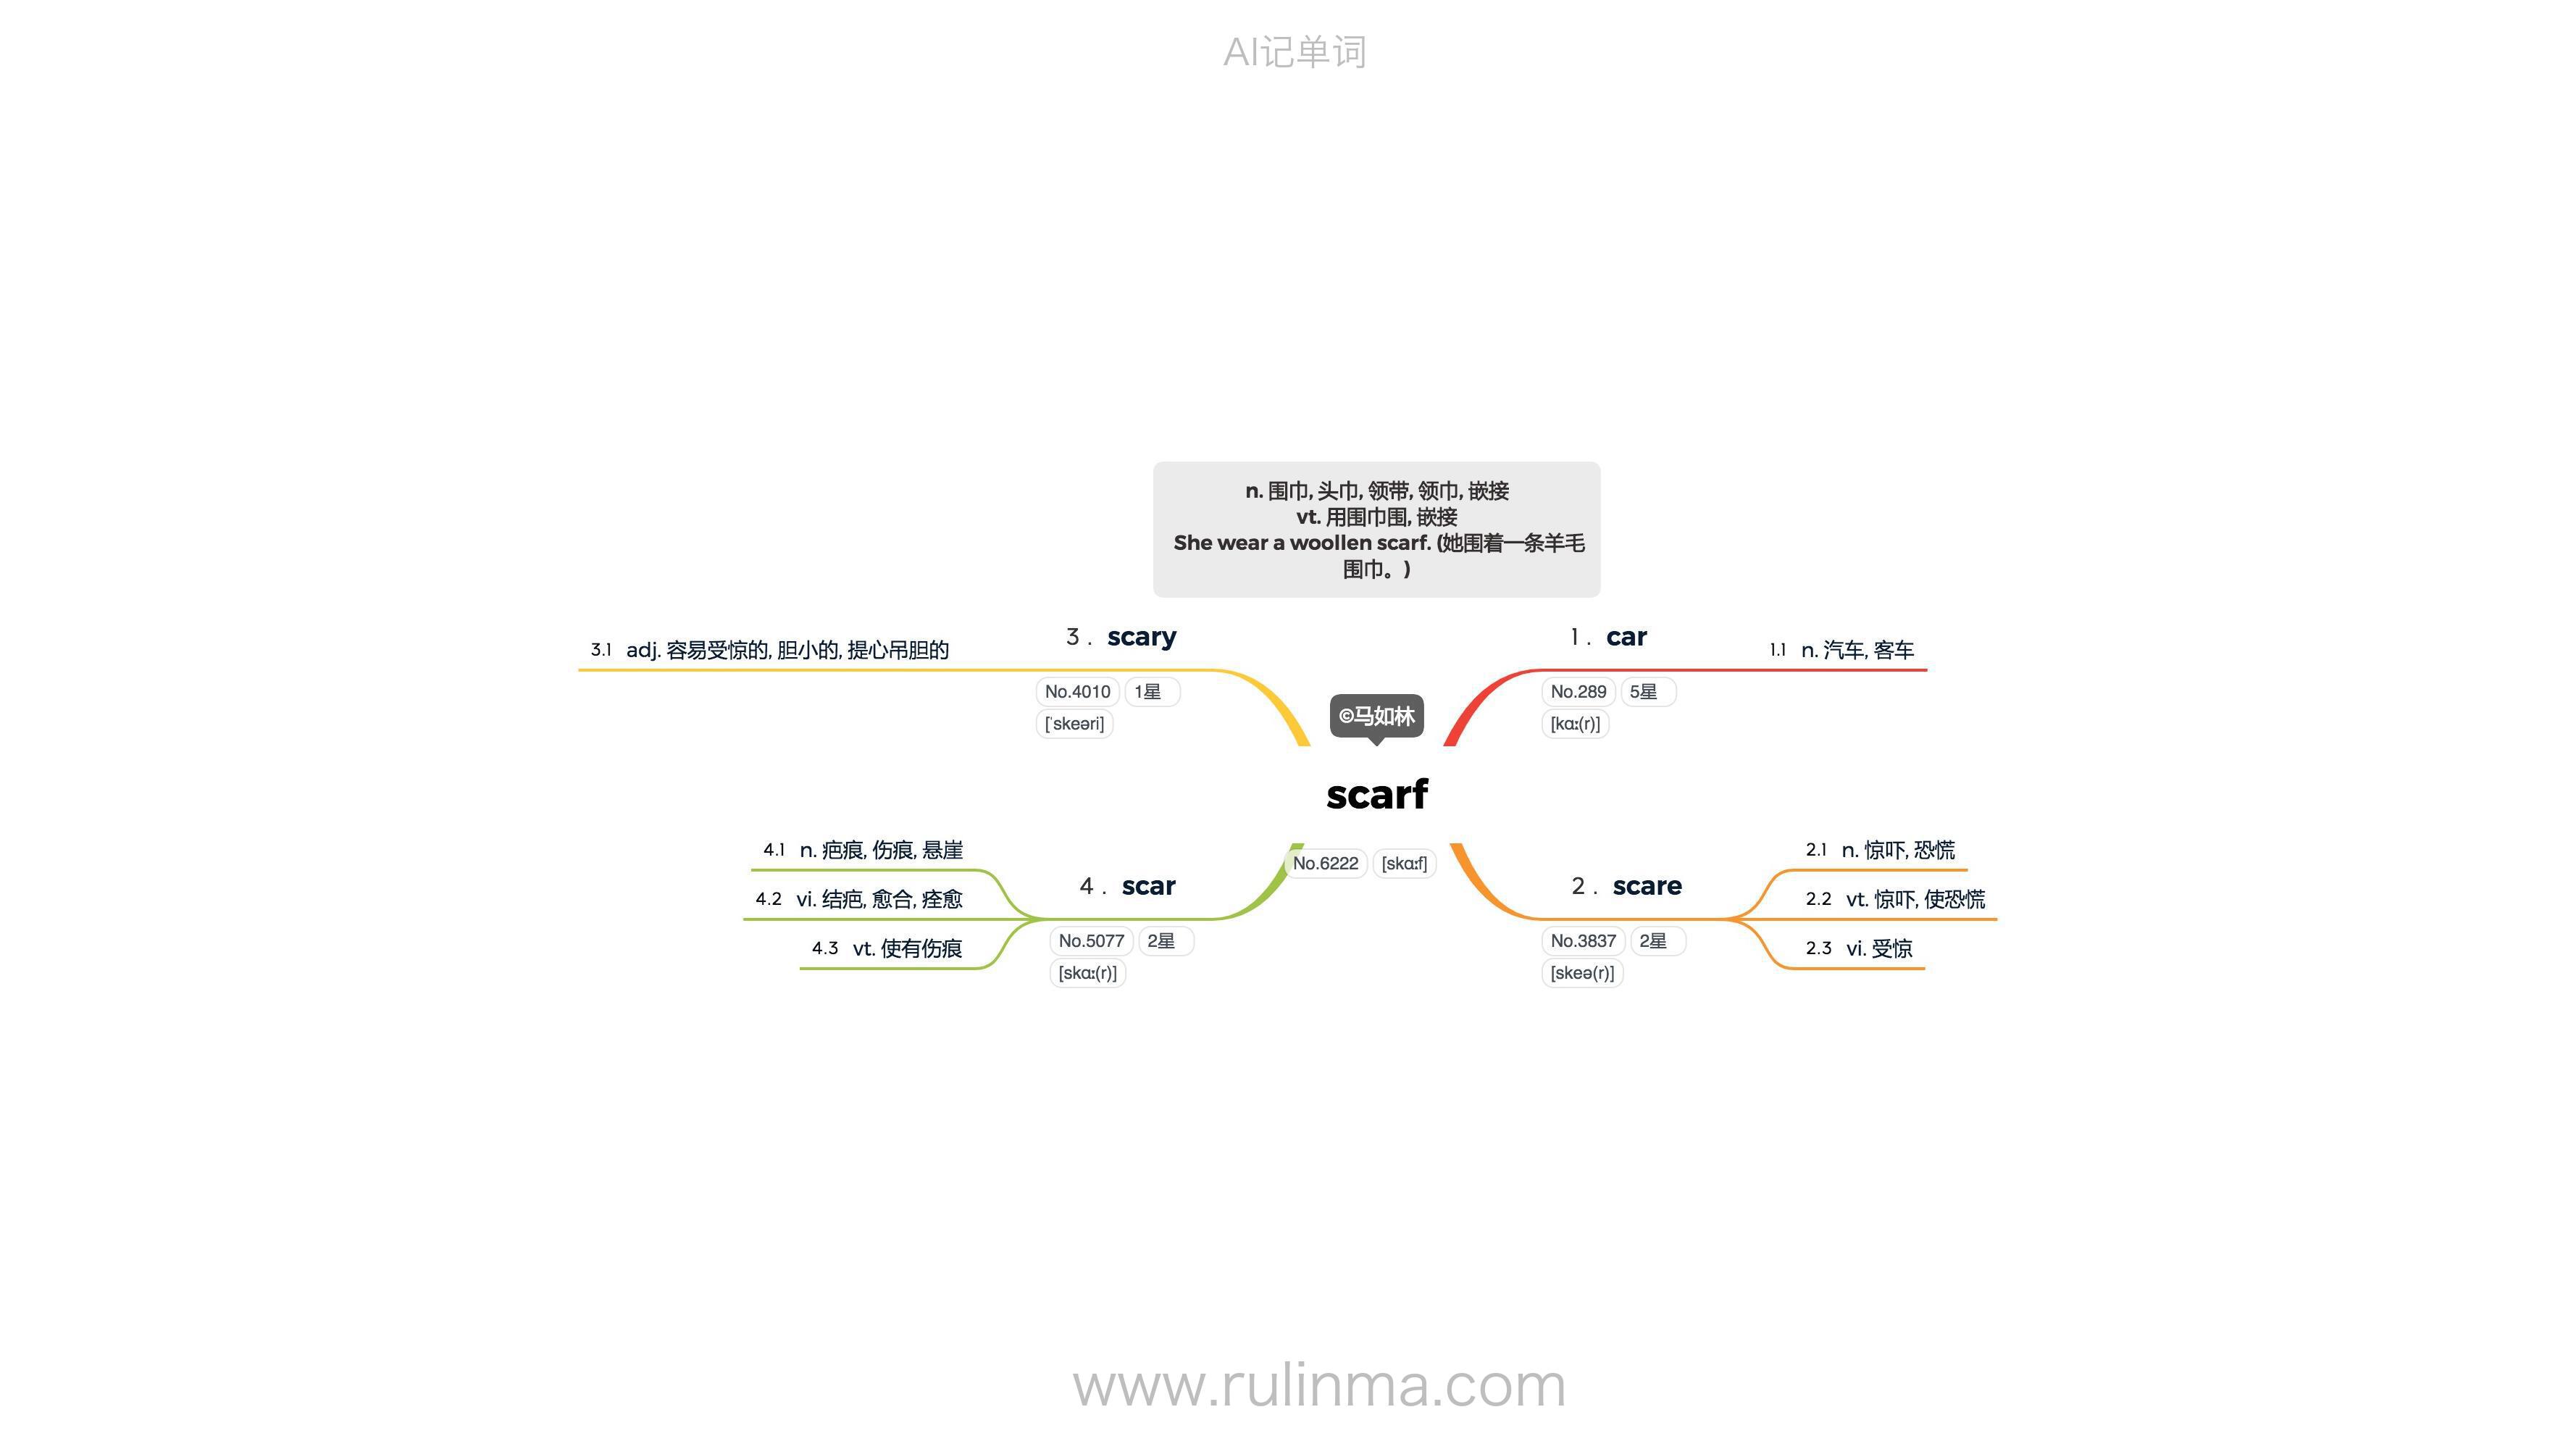 AI记单词
n. 围巾, 头巾, 领带, 领巾, 嵌接
vt. 用围巾围, 嵌接
She wear a woollen scarf. (她围着一条羊毛
围巾。)
©马如林
scarf
No.6222 [skɑːf]
1. car
No.289 5星
[kɑː(r)]
1.1 n. 汽车, 客车
2. scare
No.3837 2星
[skeə(r)]
2.1 n. 惊吓, 恐慌
2.2 vt. 惊吓, 使恐慌
2.3 vi. 受惊
3. scary
No.4010 1星
[ˈskeəri]
3.1 adj. 容易受惊的, 胆小的, 提心吊胆的
4. scar
No.5077 2星
[skɑː(r)]
4.1 n. 疤痕, 伤痕, 悬崖
4.2 vi. 结疤, 愈合, 痊愈
4.3 vt. 使有伤痕
www.rulinma.com